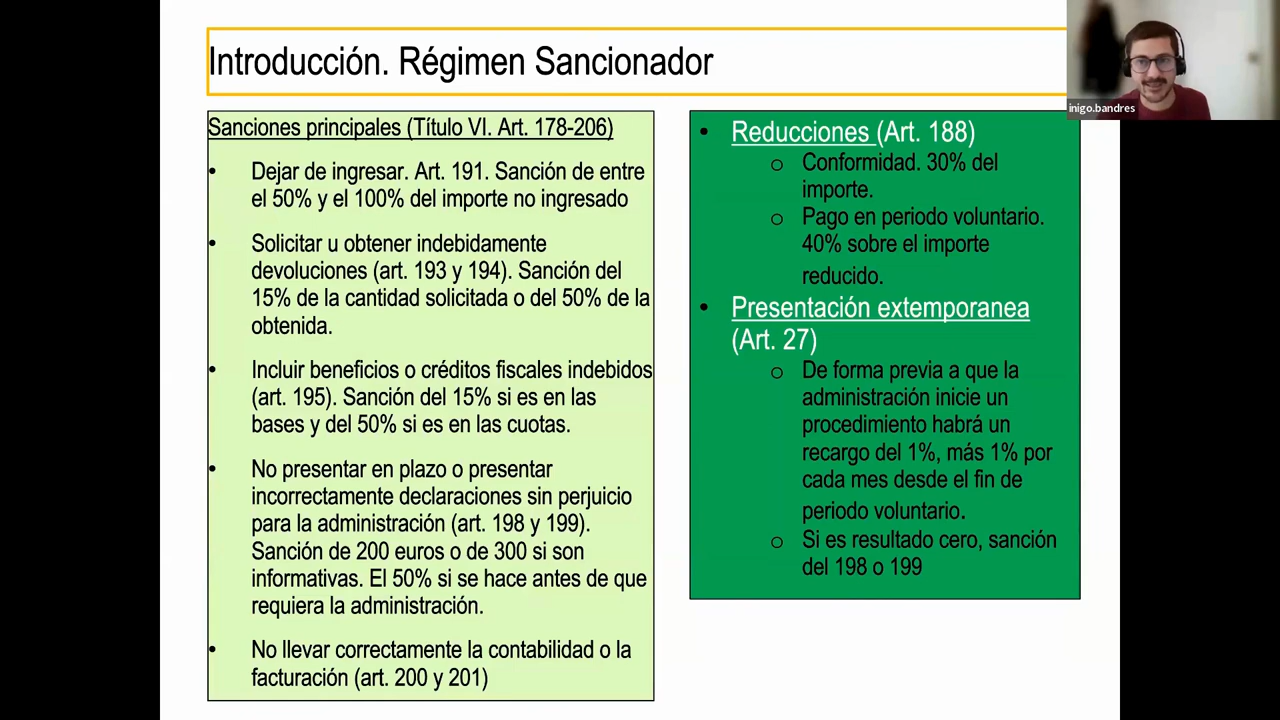 Introducción. Régimen Sancionador
inigo.bandres
Sanciones principales (Título VI. Art. 178-206)
• Dejar de ingresar. Art. 191. Sanción de entre
el 50% y el 100% del importe no ingresado
• Solicitar u obtener indebidamente
devoluciones (art. 193 y 194). Sanción del
15% de la cantidad solicitada o del 50% de la
obtenida.
• Incluir beneficios o créditos fiscales indebidos
(art. 195). Sanción del 15% si es en las
bases y del 50% si es en las cuotas.
• No presentar en plazo o presentar
incorrectamente declaraciones sin perjuicio
para la administración (art. 198 y 199).
Sanción de 200 euros o de 300 si son
informativas. El 50% si se hace antes de que
requiera la administración.
• No llevar correctamente la contabilidad o la
facturación (art. 200 y 201)
• Reducciones (Art. 188)
o Conformidad. 30% del
importe.
o Pago en periodo voluntario.
40% sobre el importe
reducido.
• Presentación extemporanea
(Art. 27)
o De forma previa a que la
administración inicie un
procedimiento habrá un
recargo del 1%, más 1% por
cada mes desde el fin de
periodo voluntario.
o Si es resultado cero, sanción
del 198 o 199